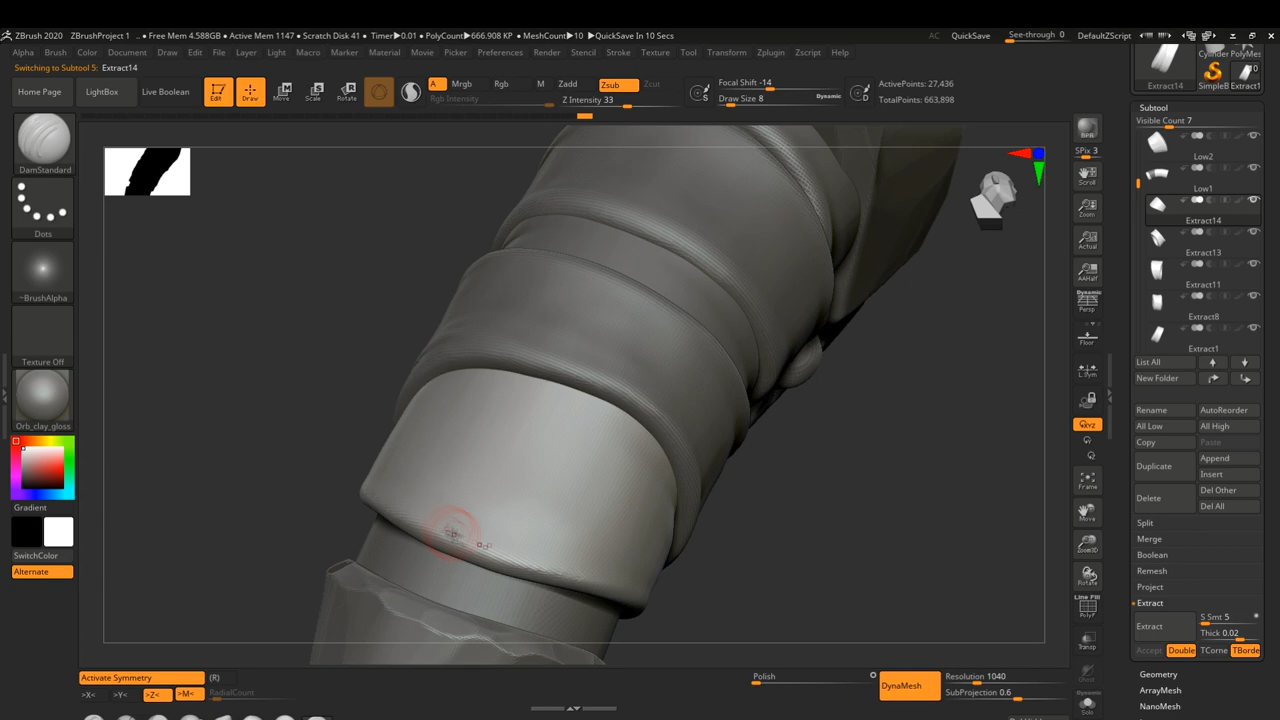 ZBrush 2020 ZBrushProject 1 .. • Free Mem 4.588GB • Active Mem 1147 • Scratch Disk 41 • Timer▶0.01 • PolyCount▶666.908 KP • MeshCount▶10 ▶QuickSave In 10 Secs AC QuickSave See-through 0 DefaultZScript
Alpha Brush Color Document Draw Edit File Layer Light Macro Marker Material Movie Picker Preferences Render Stencil Stroke Texture Tool Transform Zplugin Zscript Help
Switching to Subtool 5: Extract14
Home Page LightBox Live Boolean Edit Draw Move Scale Rotate
A Mrgb Rgb M Zadd Zsub Zcut
Rgb Intensity Z Intensity 33
Focal Shift -14
Draw Size 8 Dynamic
S D
ActivePoints: 27,436
TotalPoints: 663,898
Cylinder PolyMes
10
Extract14 SimpleB Extract1
Subtool
Visible Count 7
Low2
Low1
Extract14
Extract13
Extract11
Extract8
Extract1
List All
New Folder
Rename AutoReorder
All Low All High
Copy Paste
Duplicate Append
Insert
Delete Del Other
Del All
Split
Merge
Boolean
Remesh
Project
Extract
Extract S Smt 5
Thick 0.02
Accept Double TCorne TBorde
Geometry
ArrayMesh
NanoMesh
DamStandard
Dots
~BrushAlpha
Texture Off
Orb_clay_gloss
Gradient
SwitchColor
Alternate
BPR
SPix 3
Scroll
Zoom
Actual
AAHalf
Dynamic
Persp
Floor
L.Sym
XYZ
Y
Z
Frame
Move
Zoom3D
Rotate
Line Fill
PolyF
Transp
Ghost
Dynamic
Solo
Activate Symmetry (R)
>X< >Y< >Z< >M< RadialCount
Polish
DynaMesh
Resolution 1040
SubProjection 0.6